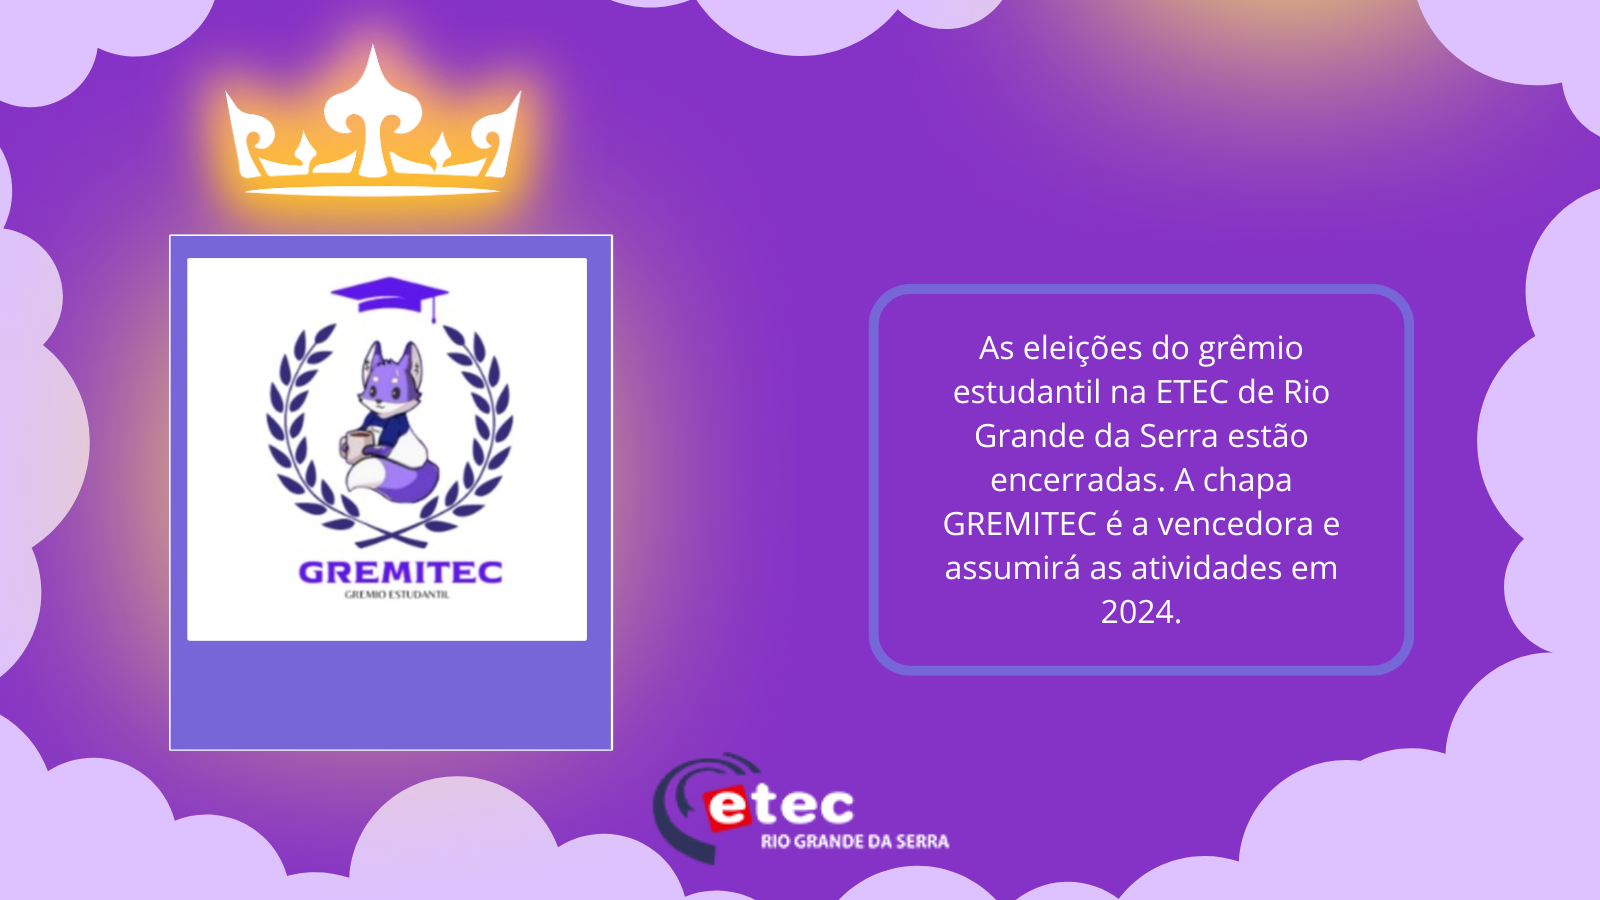 GREMITEC
GREMIO ESTUDANTIL
As eleições do grêmio
estudantil na ETEC de Rio
Grande da Serra estão
encerradas. A chapa
GREMITEC é a vencedora e
assumirá as atividades em
2024.
etec
RIO GRANDE DA SERRA